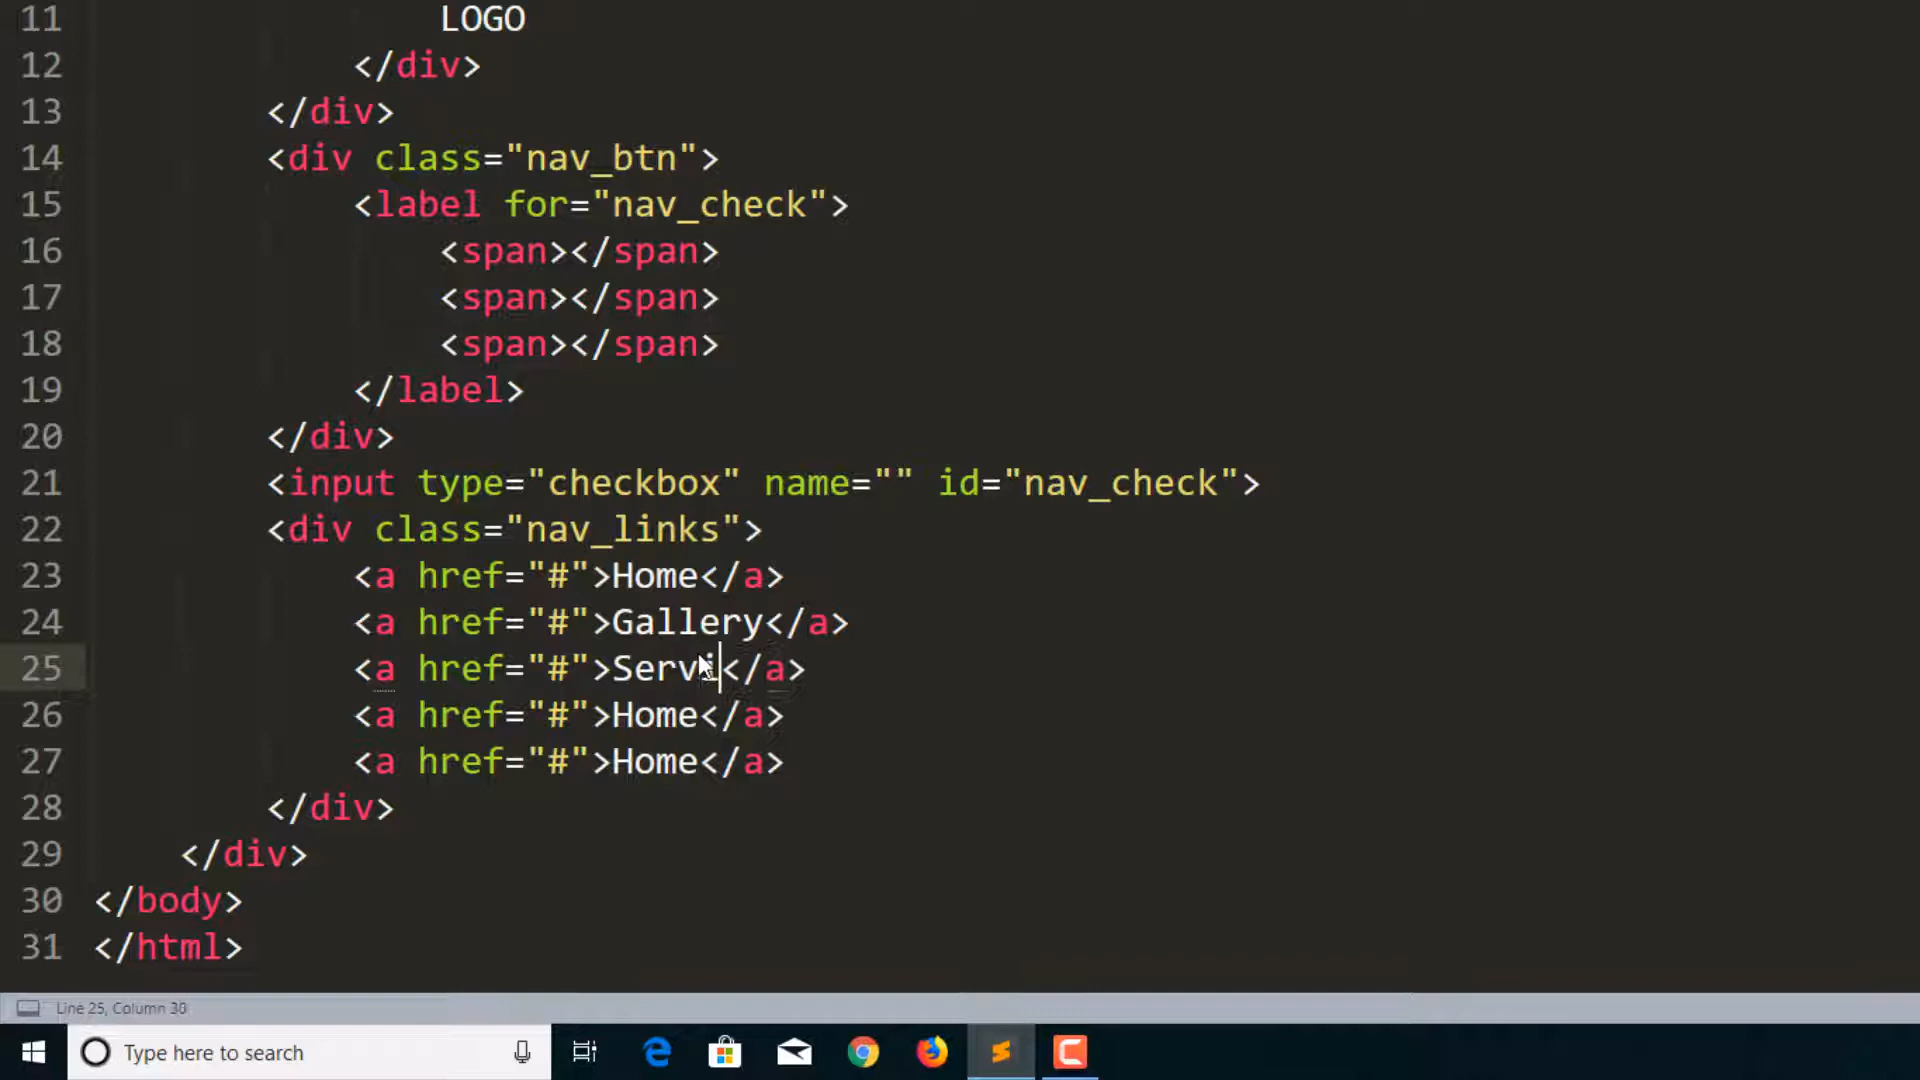 11 LOGO
12 </div>
13 </div>
14 <div class="nav_btn">
15 <label for="nav_check">
16 <span></span>
17 <span></span>
18 <span></span>
19 </label>
20 </div>
21 <input type="checkbox" name="" id="nav_check">
22 <div class="nav_links">
23 <a href="#">Home</a>
24 <a href="#">Gallery</a>
25 <a href="#">Servi</a>
26 <a href="#">Home</a>
27 <a href="#">Home</a>
28 </div>
29 </div>
30 </body>
31 </html>
Line 25, Column 30
Type here to search